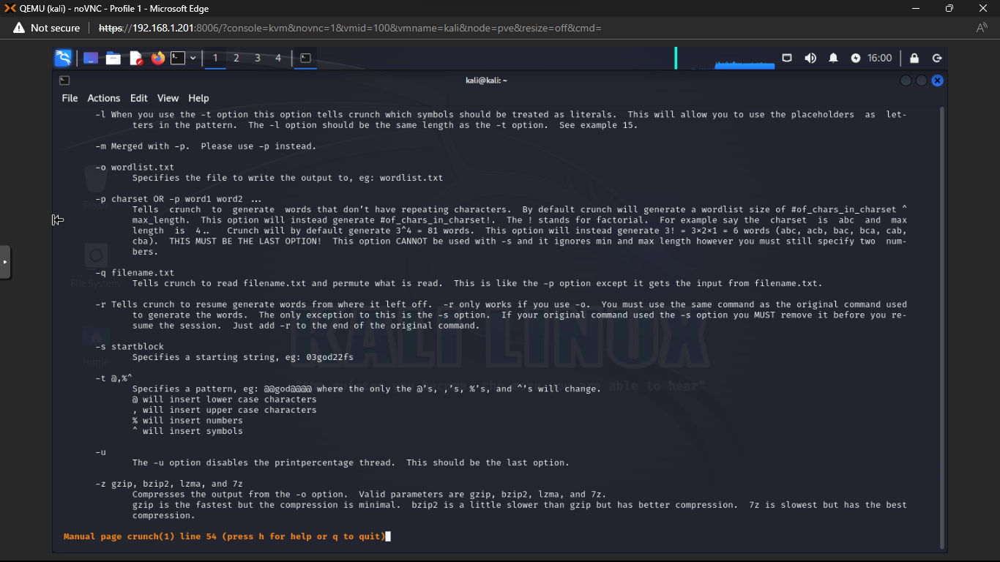 QEMU (kali) - noVNC - Profile 1 - Microsoft Edge
Not secure https://192.168.1.201:8006/?console=kvm&novnc=1&vmid=100&vmname=kali&node=pve&resize=off&cmd=
1 2 3 4 16:00
kali@kali: ~
File Actions Edit View Help
-l When you use the -t option this option tells crunch which symbols should be treated as literals. This will allow you to use the placeholders as let-
ters in the pattern. The -l option should be the same length as the -t option. See example 15.
-m Merged with -p. Please use -p instead.
-o wordlist.txt
Specifies the file to write the output to, eg: wordlist.txt
Trash
-p charset OR -p word1 word2 ...
Tells crunch to generate words that don't have repeating characters. By default crunch will generate a wordlist size of #of_chars_in_charset ^
max_length. This option will instead generate #of_chars_in_charset!. The ! stands for factorial. For example say the charset is abc and max
length is 4.. Crunch will by default generate 3^4 = 81 words. This option will instead generate 3! = 3×2×1 = 6 words (abc, acb, bac, bca, cab,
cba). THIS MUST BE THE LAST OPTION! This option CANNOT be used with -s and it ignores min and max length however you must still specify two num-
bers.
-q filename.txt
Tells crunch to read filename.txt and permute what is read. This is like the -p option except it gets the input from filename.txt.
File System
-r Tells crunch to resume generate words from where it left off. -r only works if you use -o. You must use the same command as the original command used
to generate the words. The only exception to this is the -s option. If your original command used the -s option you MUST remove it before you re-
sume the session. Just add -r to the end of the original command.
KALI LINUX
-s startblock
Specifies a starting string, eg: 03god22fs
Home
-t @,%^
Specifies a pattern, eg: @@god@@@@ where the only the @'s, ,'s, %'s, and ^'s will change.
"the quieter you become, the more you are able to hear"
@ will insert lower case characters
, will insert upper case characters
% will insert numbers
^ will insert symbols
-u
The -u option disables the printpercentage thread. This should be the last option.
-z gzip, bzip2, lzma, and 7z
Compresses the output from the -o option. Valid parameters are gzip, bzip2, lzma, and 7z.
gzip is the fastest but the compression is minimal. bzip2 is a little slower than gzip but has better compression. 7z is slowest but has the best
compression.
Manual page crunch(1) line 54 (press h for help or q to quit)